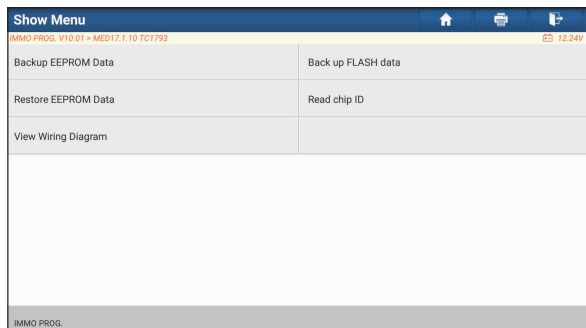 Show Menu
IMMO PROG. V10.01 > MED17.1.10 TC1793 12.24V
Backup EEPROM Data Back up FLASH data
Restore EEPROM Data Read chip ID
View Wiring Diagram
IMMO PROG.